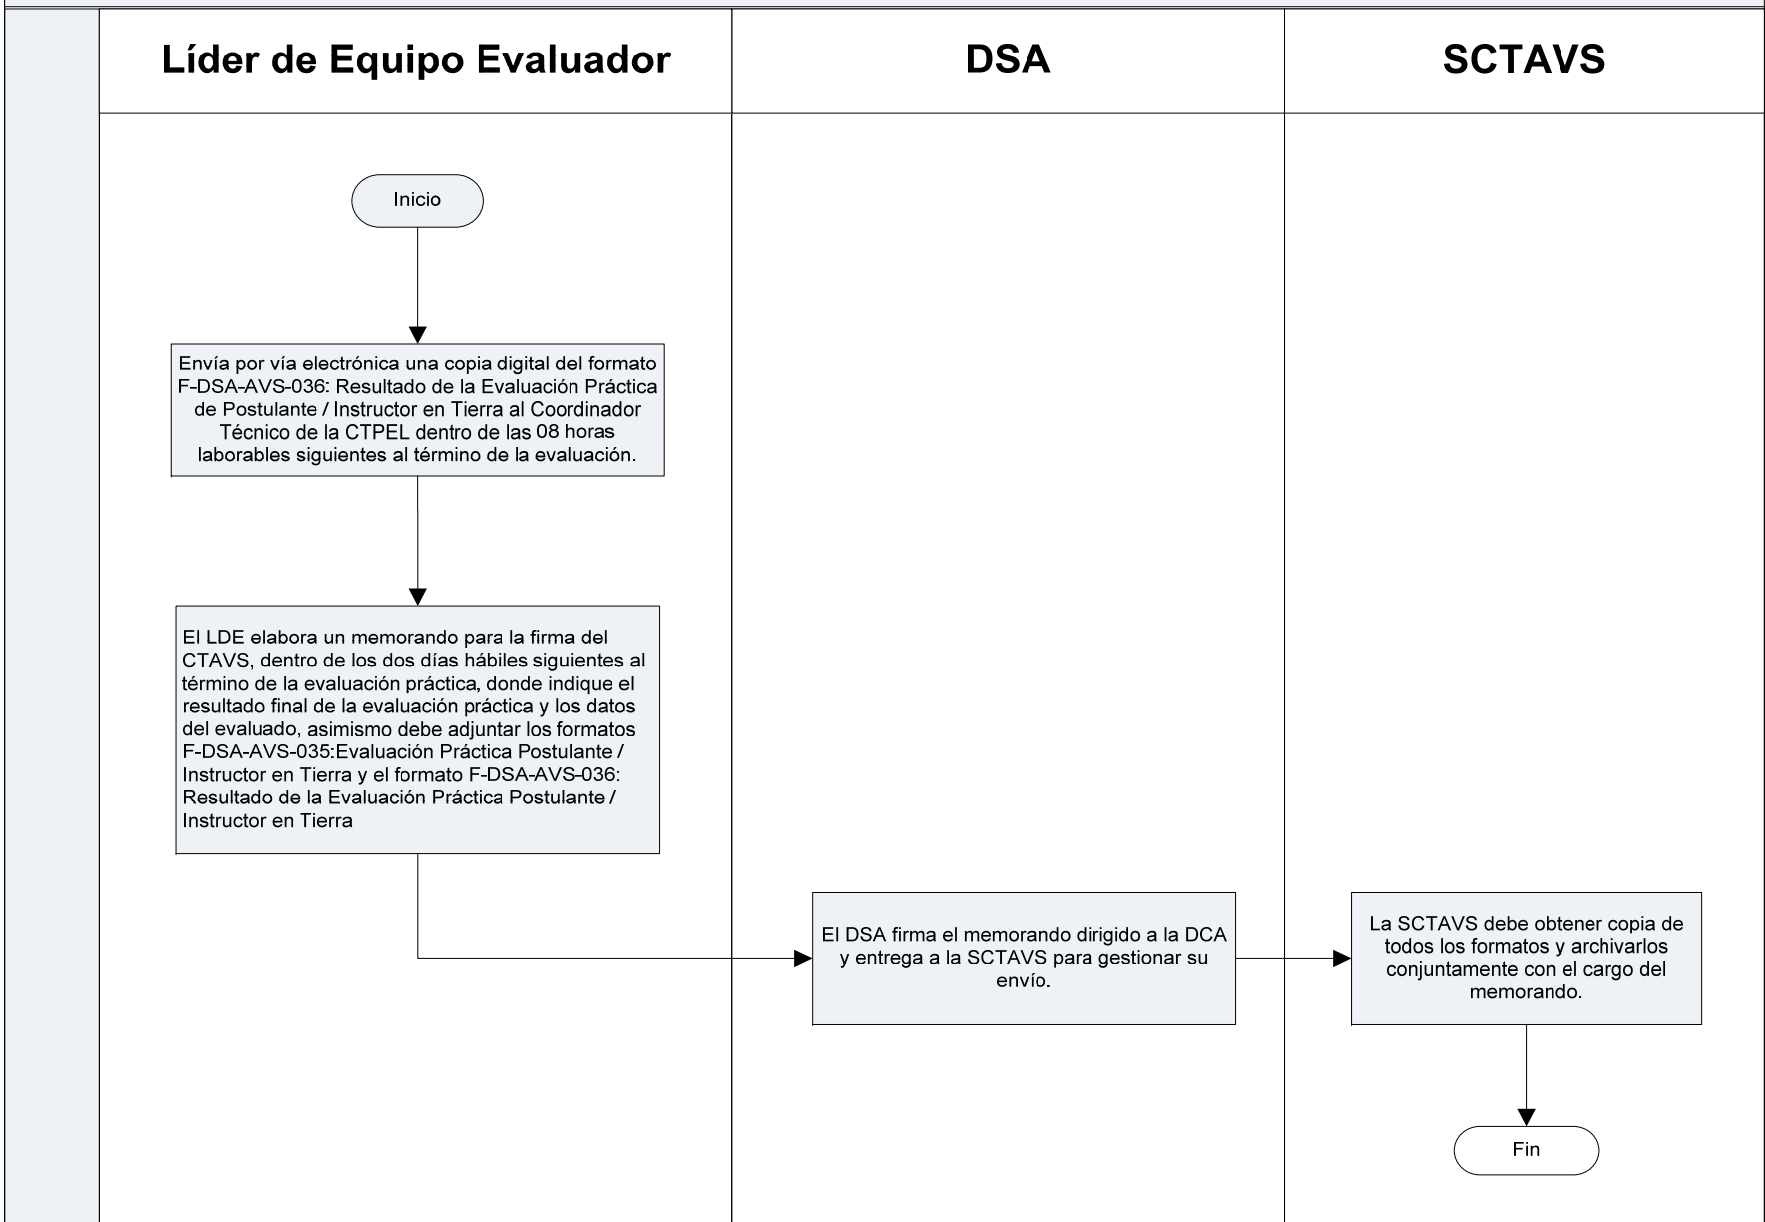 Líder de Equipo Evaluador
DSA
SCTAVS
Inicio
Envía por vía electrónica una copia digital del formato
F-DSA-AVS-036: Resultado de la Evaluación Práctica
de Postulante / Instructor en Tierra al Coordinador
Técnico de la CTPEL dentro de las 08 horas
laborables siguientes al término de la evaluación.
El LDE elabora un memorando para la firma del
CTAVS, dentro de los dos días hábiles siguientes al
término de la evaluación práctica, donde indique el
resultado final de la evaluación práctica y los datos
del evaluado, asimismo debe adjuntar los formatos
F-DSA-AVS-035:Evaluación Práctica Postulante /
Instructor en Tierra y el formato F-DSA-AVS-036:
Resultado de la Evaluación Práctica Postulante /
Instructor en Tierra
El DSA firma el memorando dirigido a la DCA
y entrega a la SCTAVS para gestionar su
envío.
La SCTAVS debe obtener copia de
todos los formatos y archivarlos
conjuntamente con el cargo del
memorando.
Fin